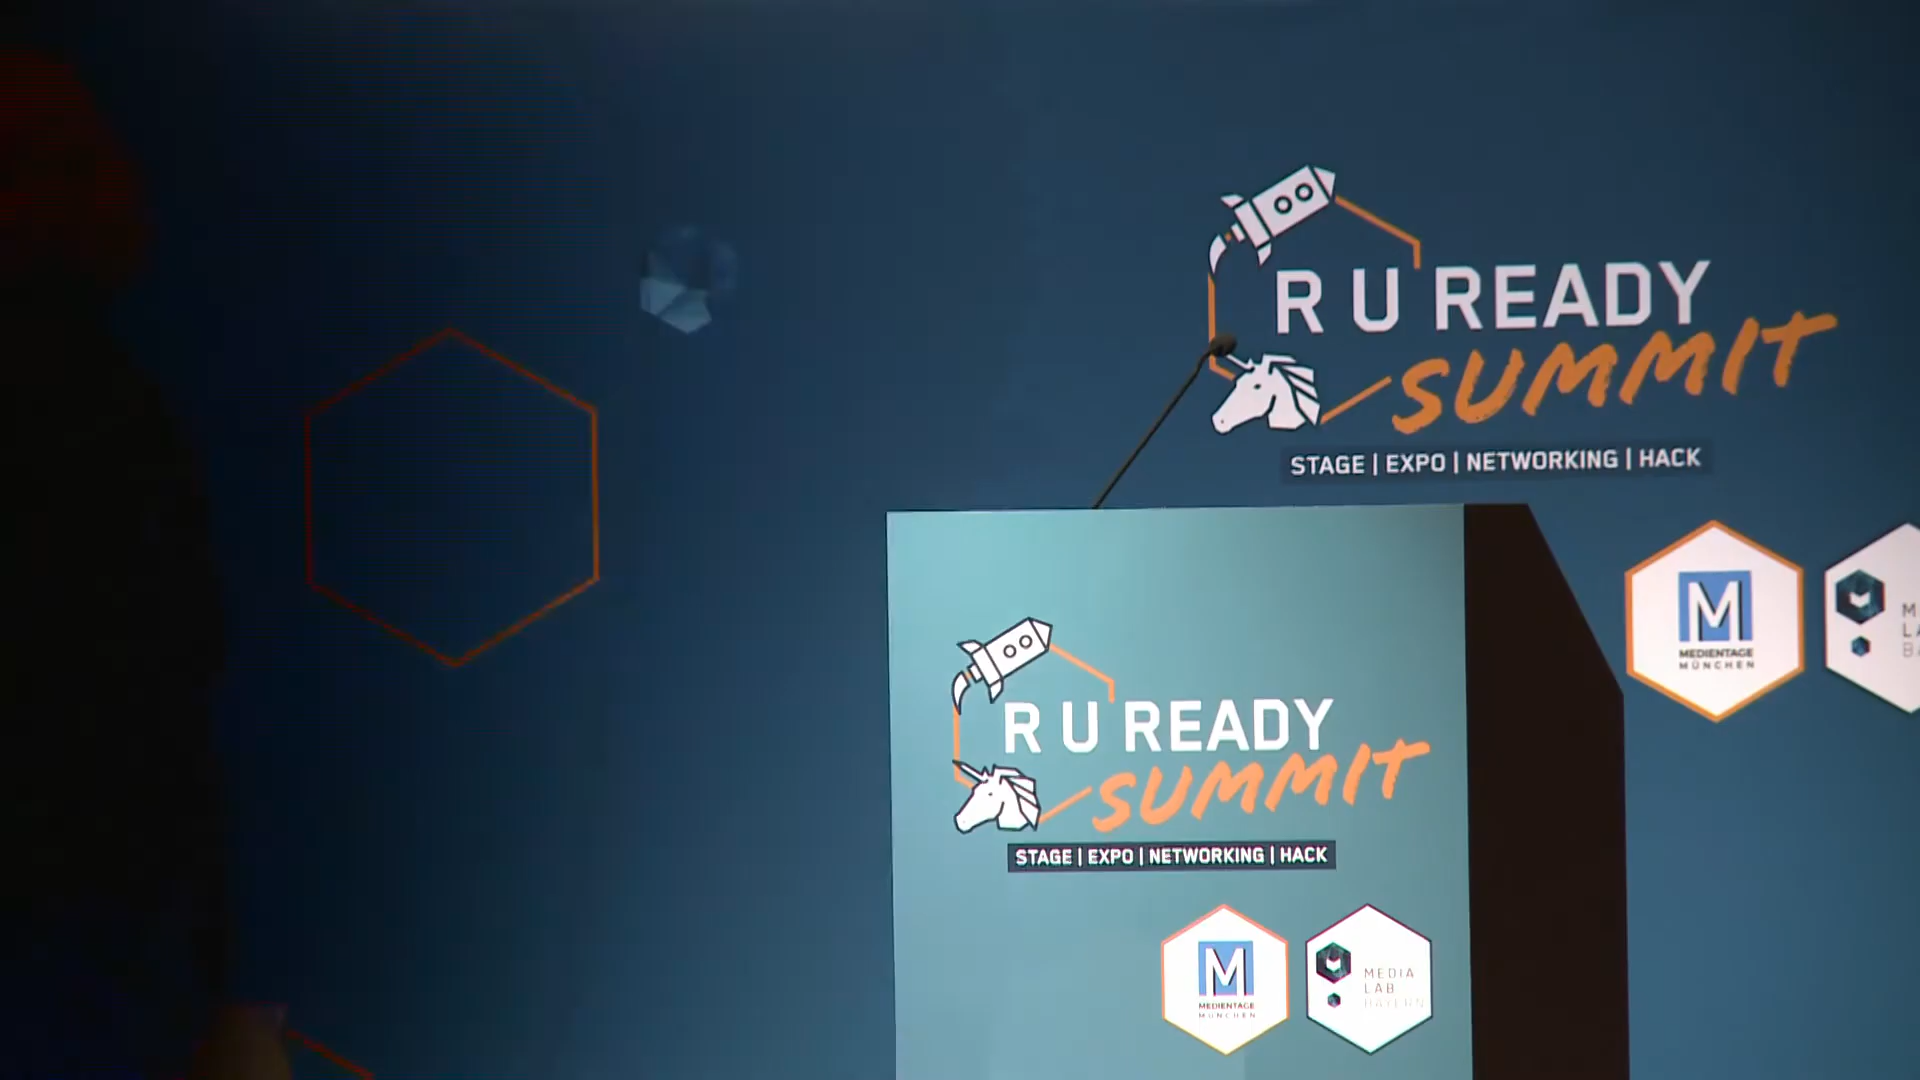 R U READY
SUMMIT
STAGE | EXPO | NETWORKING | HACK
M
MEDIENTAGE
MÜNCHEN
R U READY
SUMMIT
STAGE | EXPO | NETWORKING | HACK
M
MEDIENTAGE
MÜNCHEN
MEDIA
LAB
BAYERN